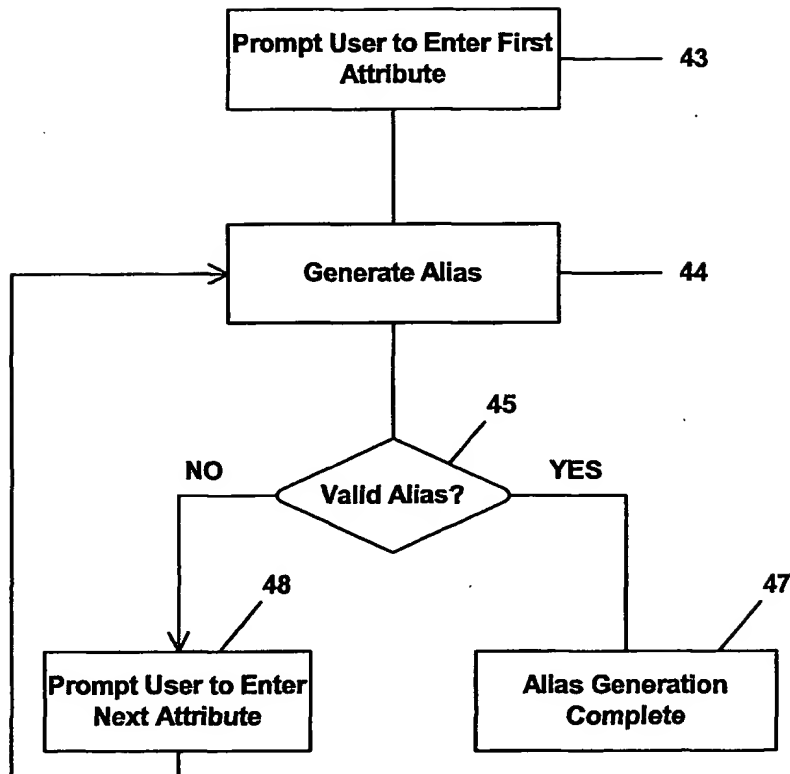 Prompt User to Enter First
Attribute
43
Generate Alias
44
45
NO
Valid Alias?
YES
48
47
Prompt User to Enter
Next Attribute
Alias Generation
Complete